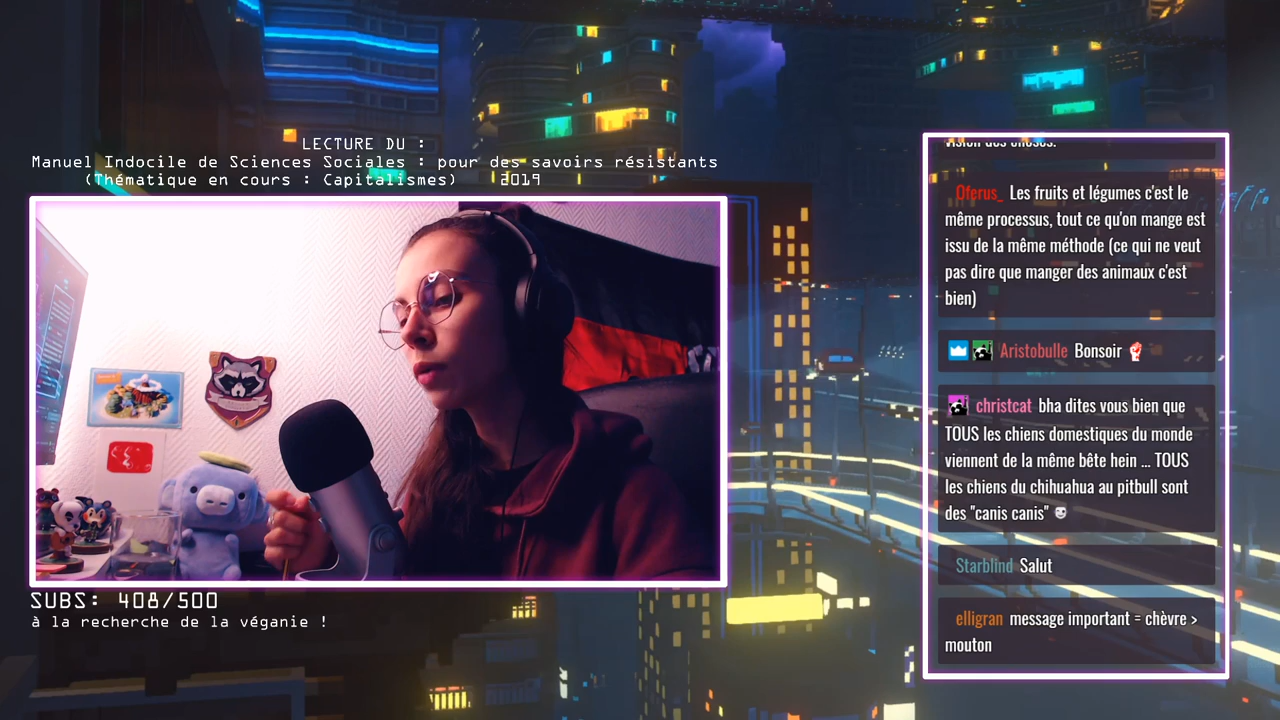 LECTURE DU :
Manuel Indocile de Sciences Sociales : pour des savoirs résistants
(Thématique en cours : Capitalismes) 2019
vision des choses.
Oferus_ Les fruits et légumes c'est le
même processus, tout ce qu'on mange est
issu de la même méthode (ce qui ne veut
pas dire que manger des animaux c'est
bien)
Aristobulle Bonsoir
christcat bha dites vous bien que
TOUS les chiens domestiques du monde
viennent de la même bête hein ... TOUS
les chiens du chihuahua au pitbull sont
des "canis canis"
Starblind Salut
elligran message important = chèvre >
mouton
SUBS: 408/500
à la recherche de la véganie !